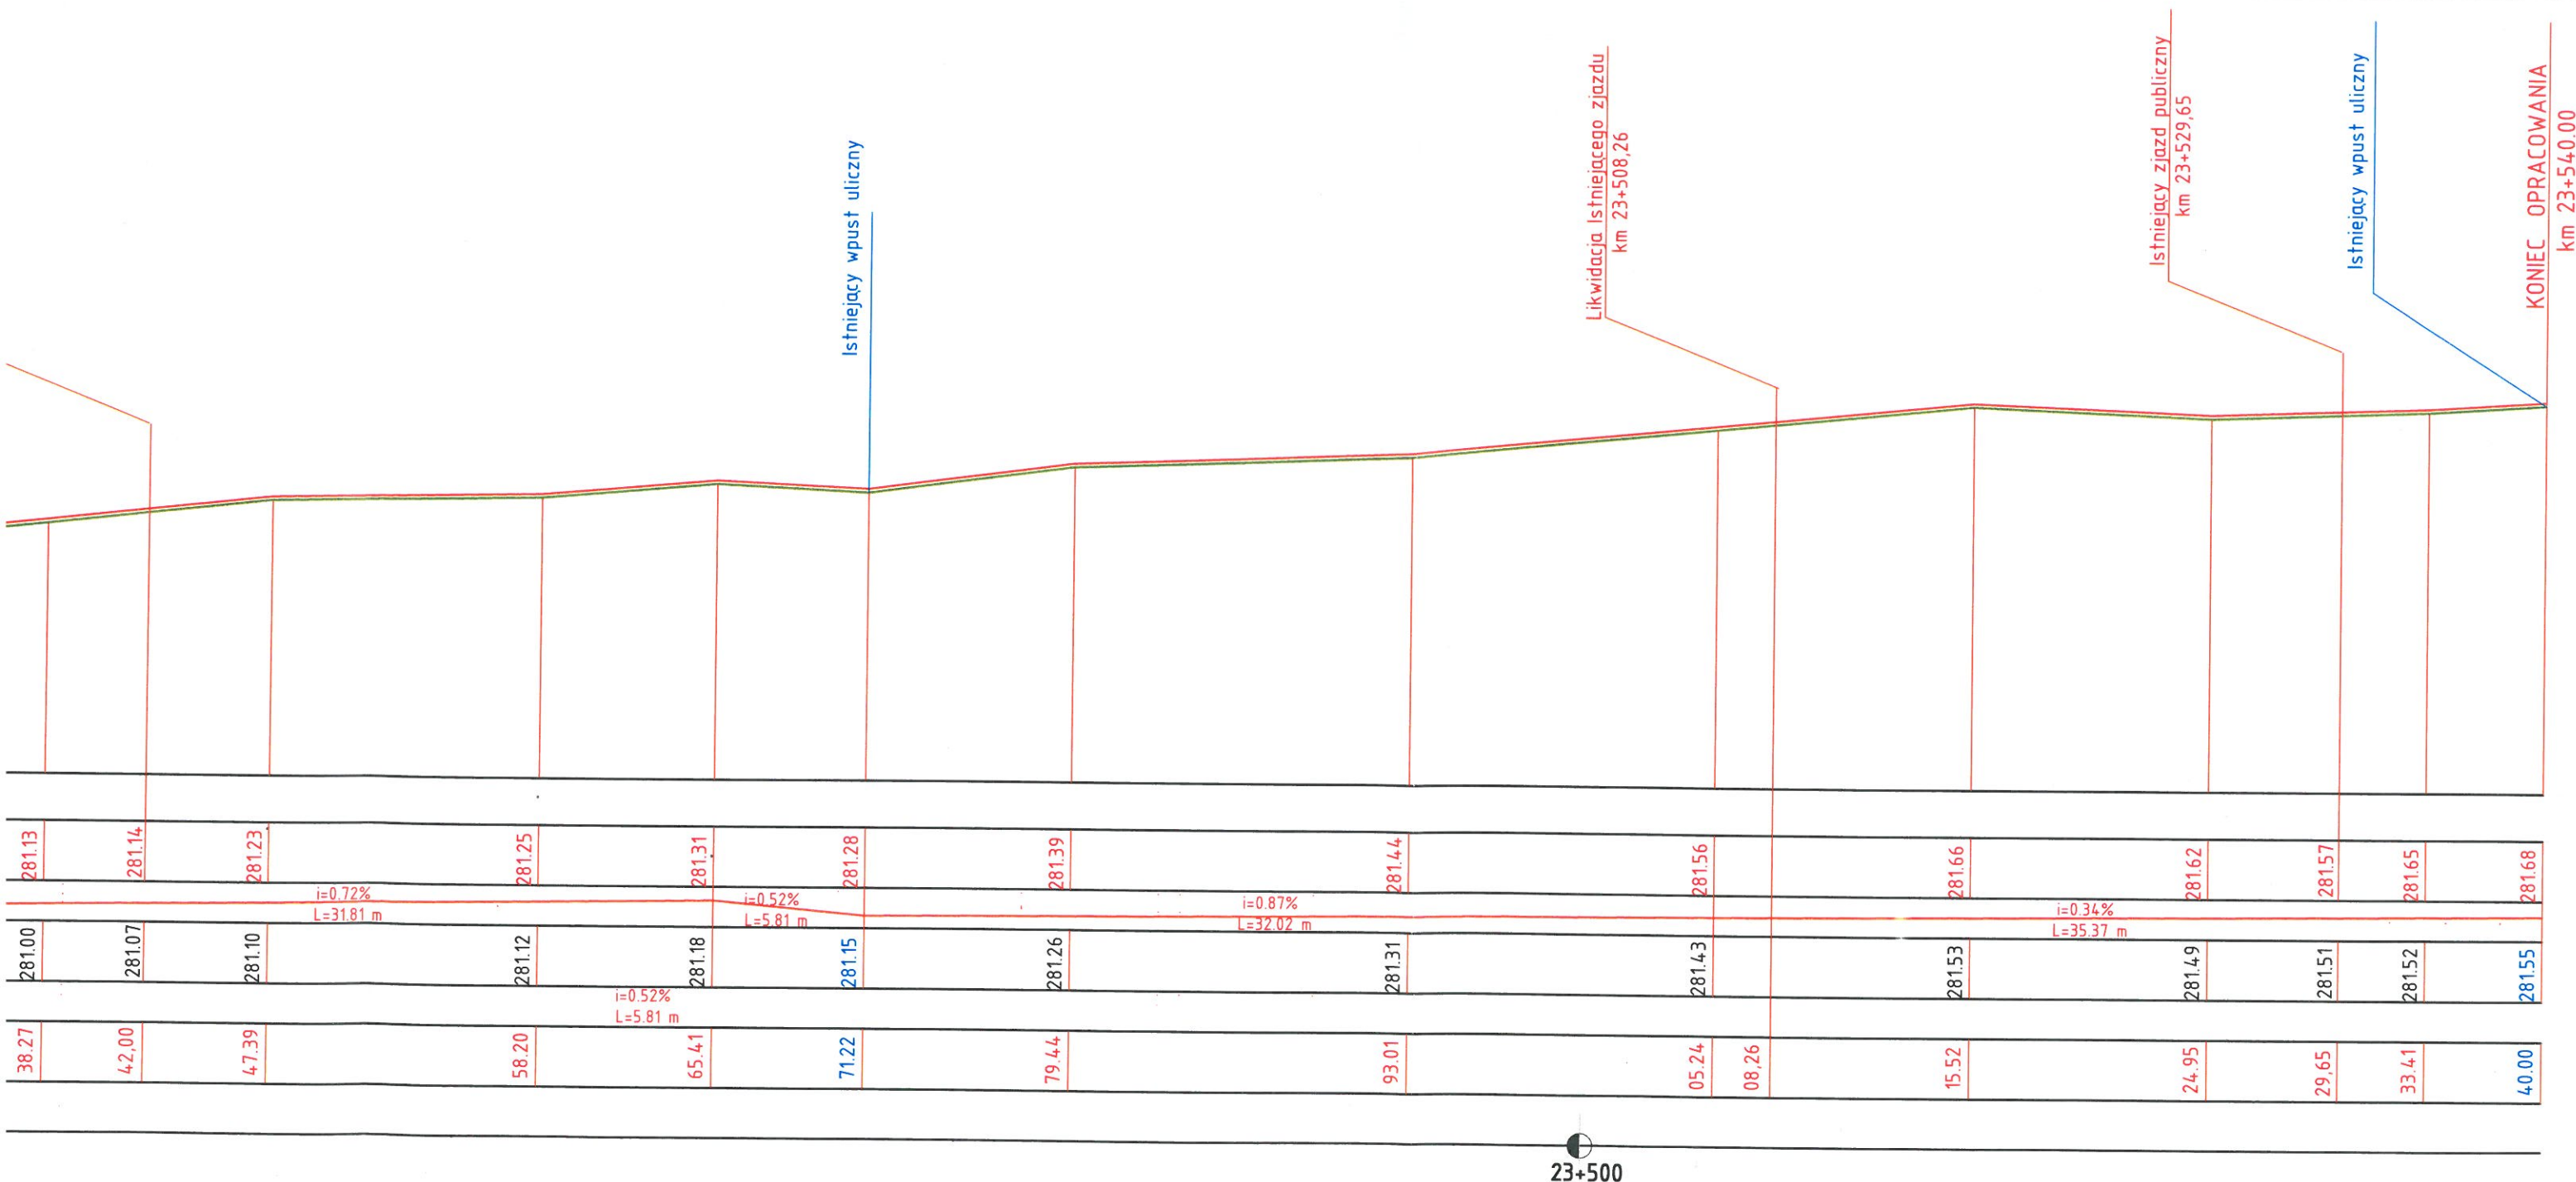 Istniejący wpust uliczny
Likwidacja Istniejącego zjazdu
km 23+508,26
Istniejący zjazd publiczny
km 23+529,65
Istniejący wpust uliczny
KONIEC OPRACOWANIA
km 23+540.00
281.13 281.14 281.23 281.25 281.31 281.28 281.39 281.44 281.56 281.66 281.62 281.57 281.65 281.68
i=0.72% i=0.52% i=0.87% i=0.34%
L=31.81 m L=5.81 m L=32.02 m L=35.37 m
281.00 281.07 281.10 281.12 281.18 281.15 281.26 281.31 281.43 281.53 281.49 281.51 281.52 281.55
i=0.52%
L=5.81 m
38.27 42,00 47.39 58.20 65.41 71.22 79.44 93.01 05.24 08,26 15.52 24.95 29,65 33.41 40.00
23+500